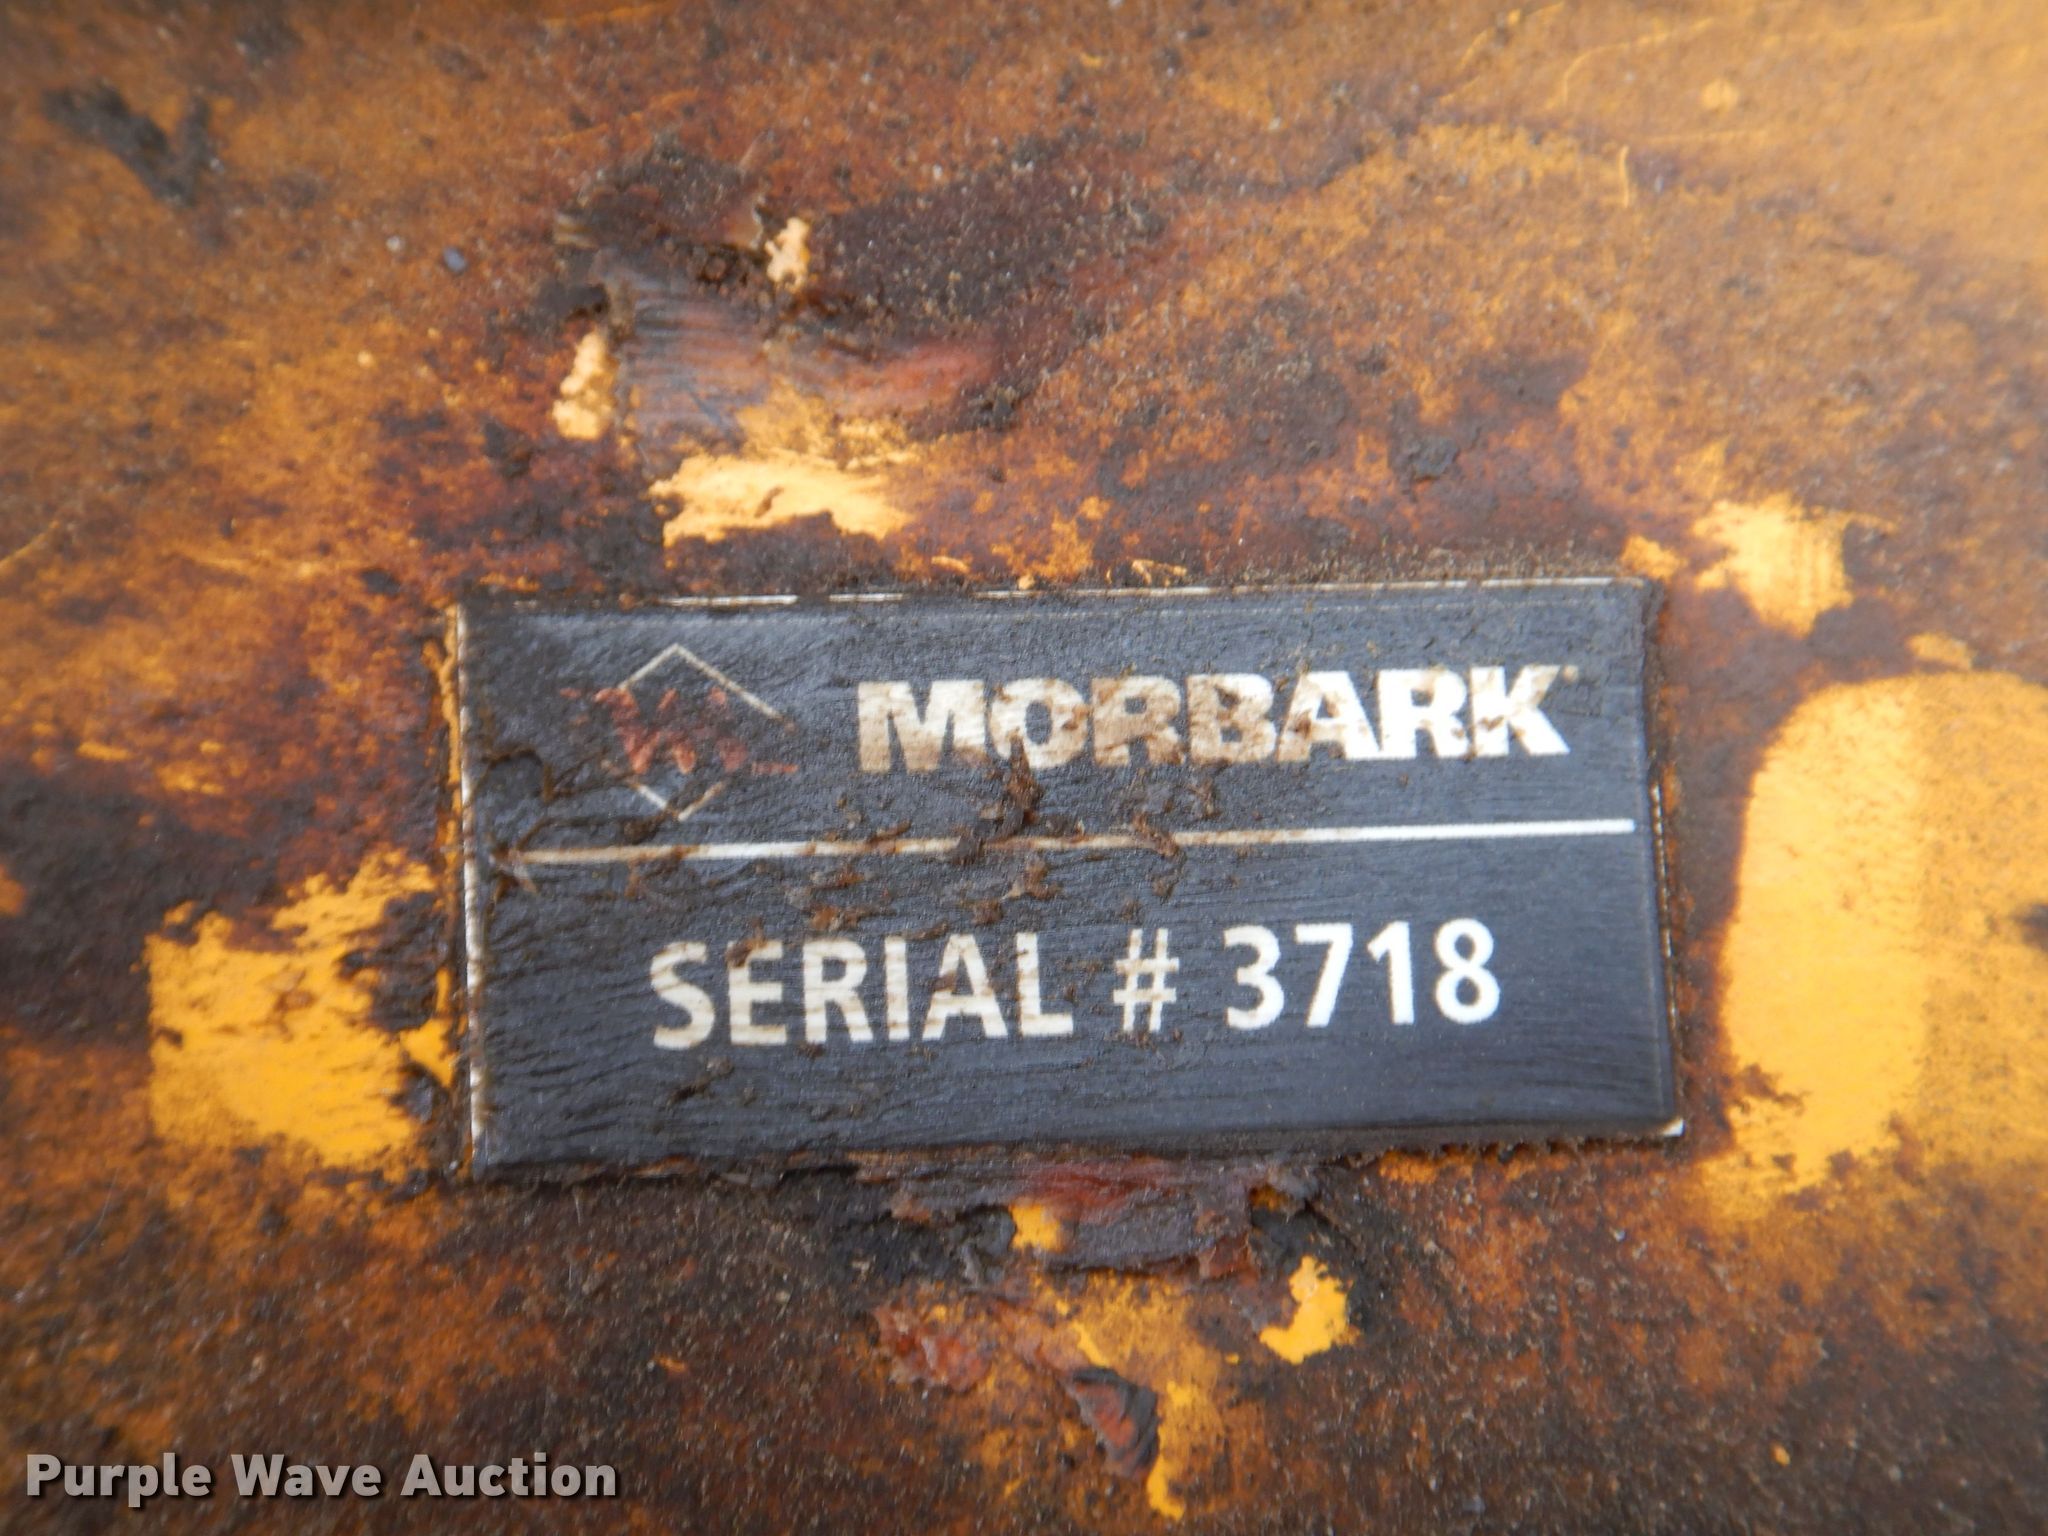 MORBARK®
SERIAL # 3718
Purple Wave Auction